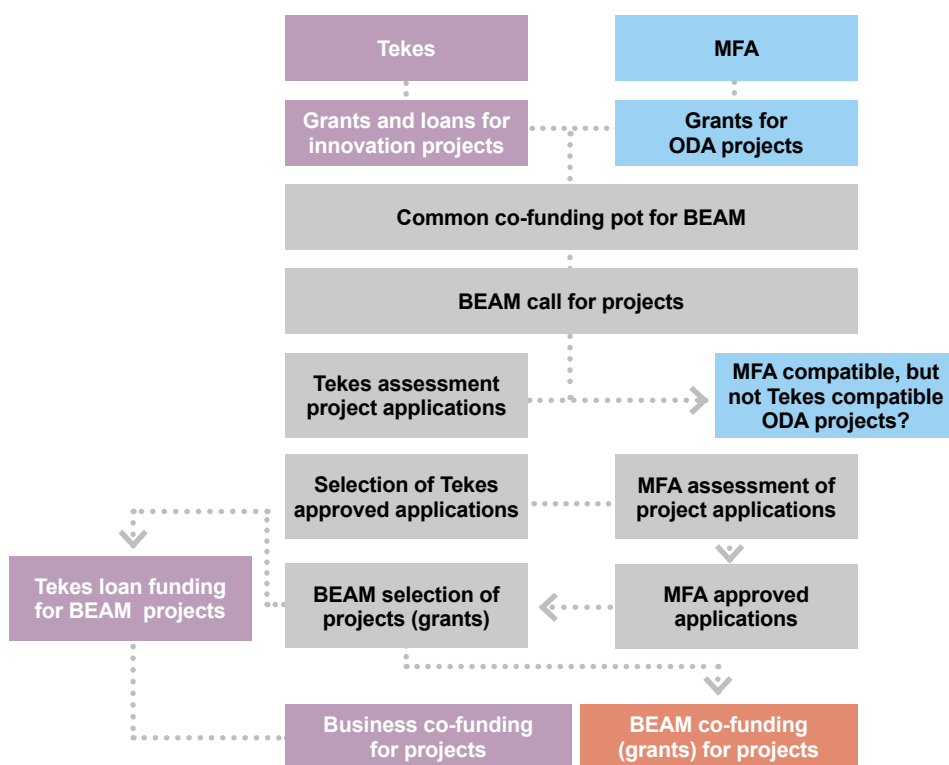 Tekes
MFA
Grants and loans for
innovation projects
Grants for
ODA projects
Common co-funding pot for BEAM
BEAM call for projects
Tekes assessment
project applications
MFA compatible, but
not Tekes compatible
ODA projects?
Selection of Tekes
approved applications
MFA assessment of
project applications
Tekes loan funding
for BEAM projects
BEAM selection of
projects (grants)
MFA approved
applications
Business co-funding
for projects
BEAM co-funding
(grants) for projects